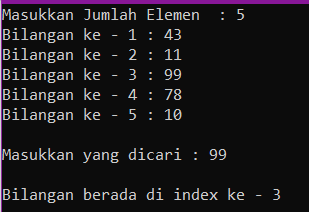 Masukkan Jumlah Elemen  : 5
Bilangan ke - 1 : 43
Bilangan ke - 2 : 11
Bilangan ke - 3 : 99
Bilangan ke - 4 : 78
Bilangan ke - 5 : 10
Masukkan yang dicari : 99
Bilangan berada di index ke - 3